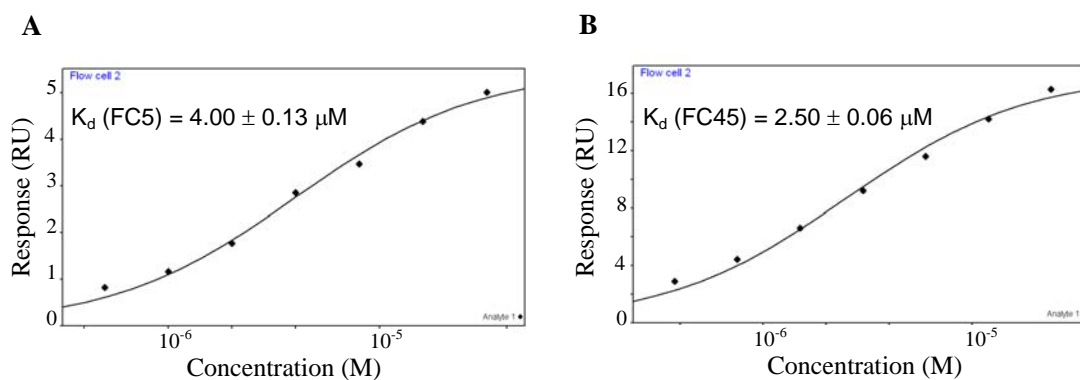 A
Flow cell 2
K_d (FC5) = 4.00 ± 0.13 μM
Response (RU)
5
4
3
2
1
0
10^-6
10^-5
Analyte 1
Concentration (M)
B
Flow cell 2
K_d (FC45) = 2.50 ± 0.06 μM
Response (RU)
16
12
8
4
0
10^-6
10^-5
Analyte 1
Concentration (M)